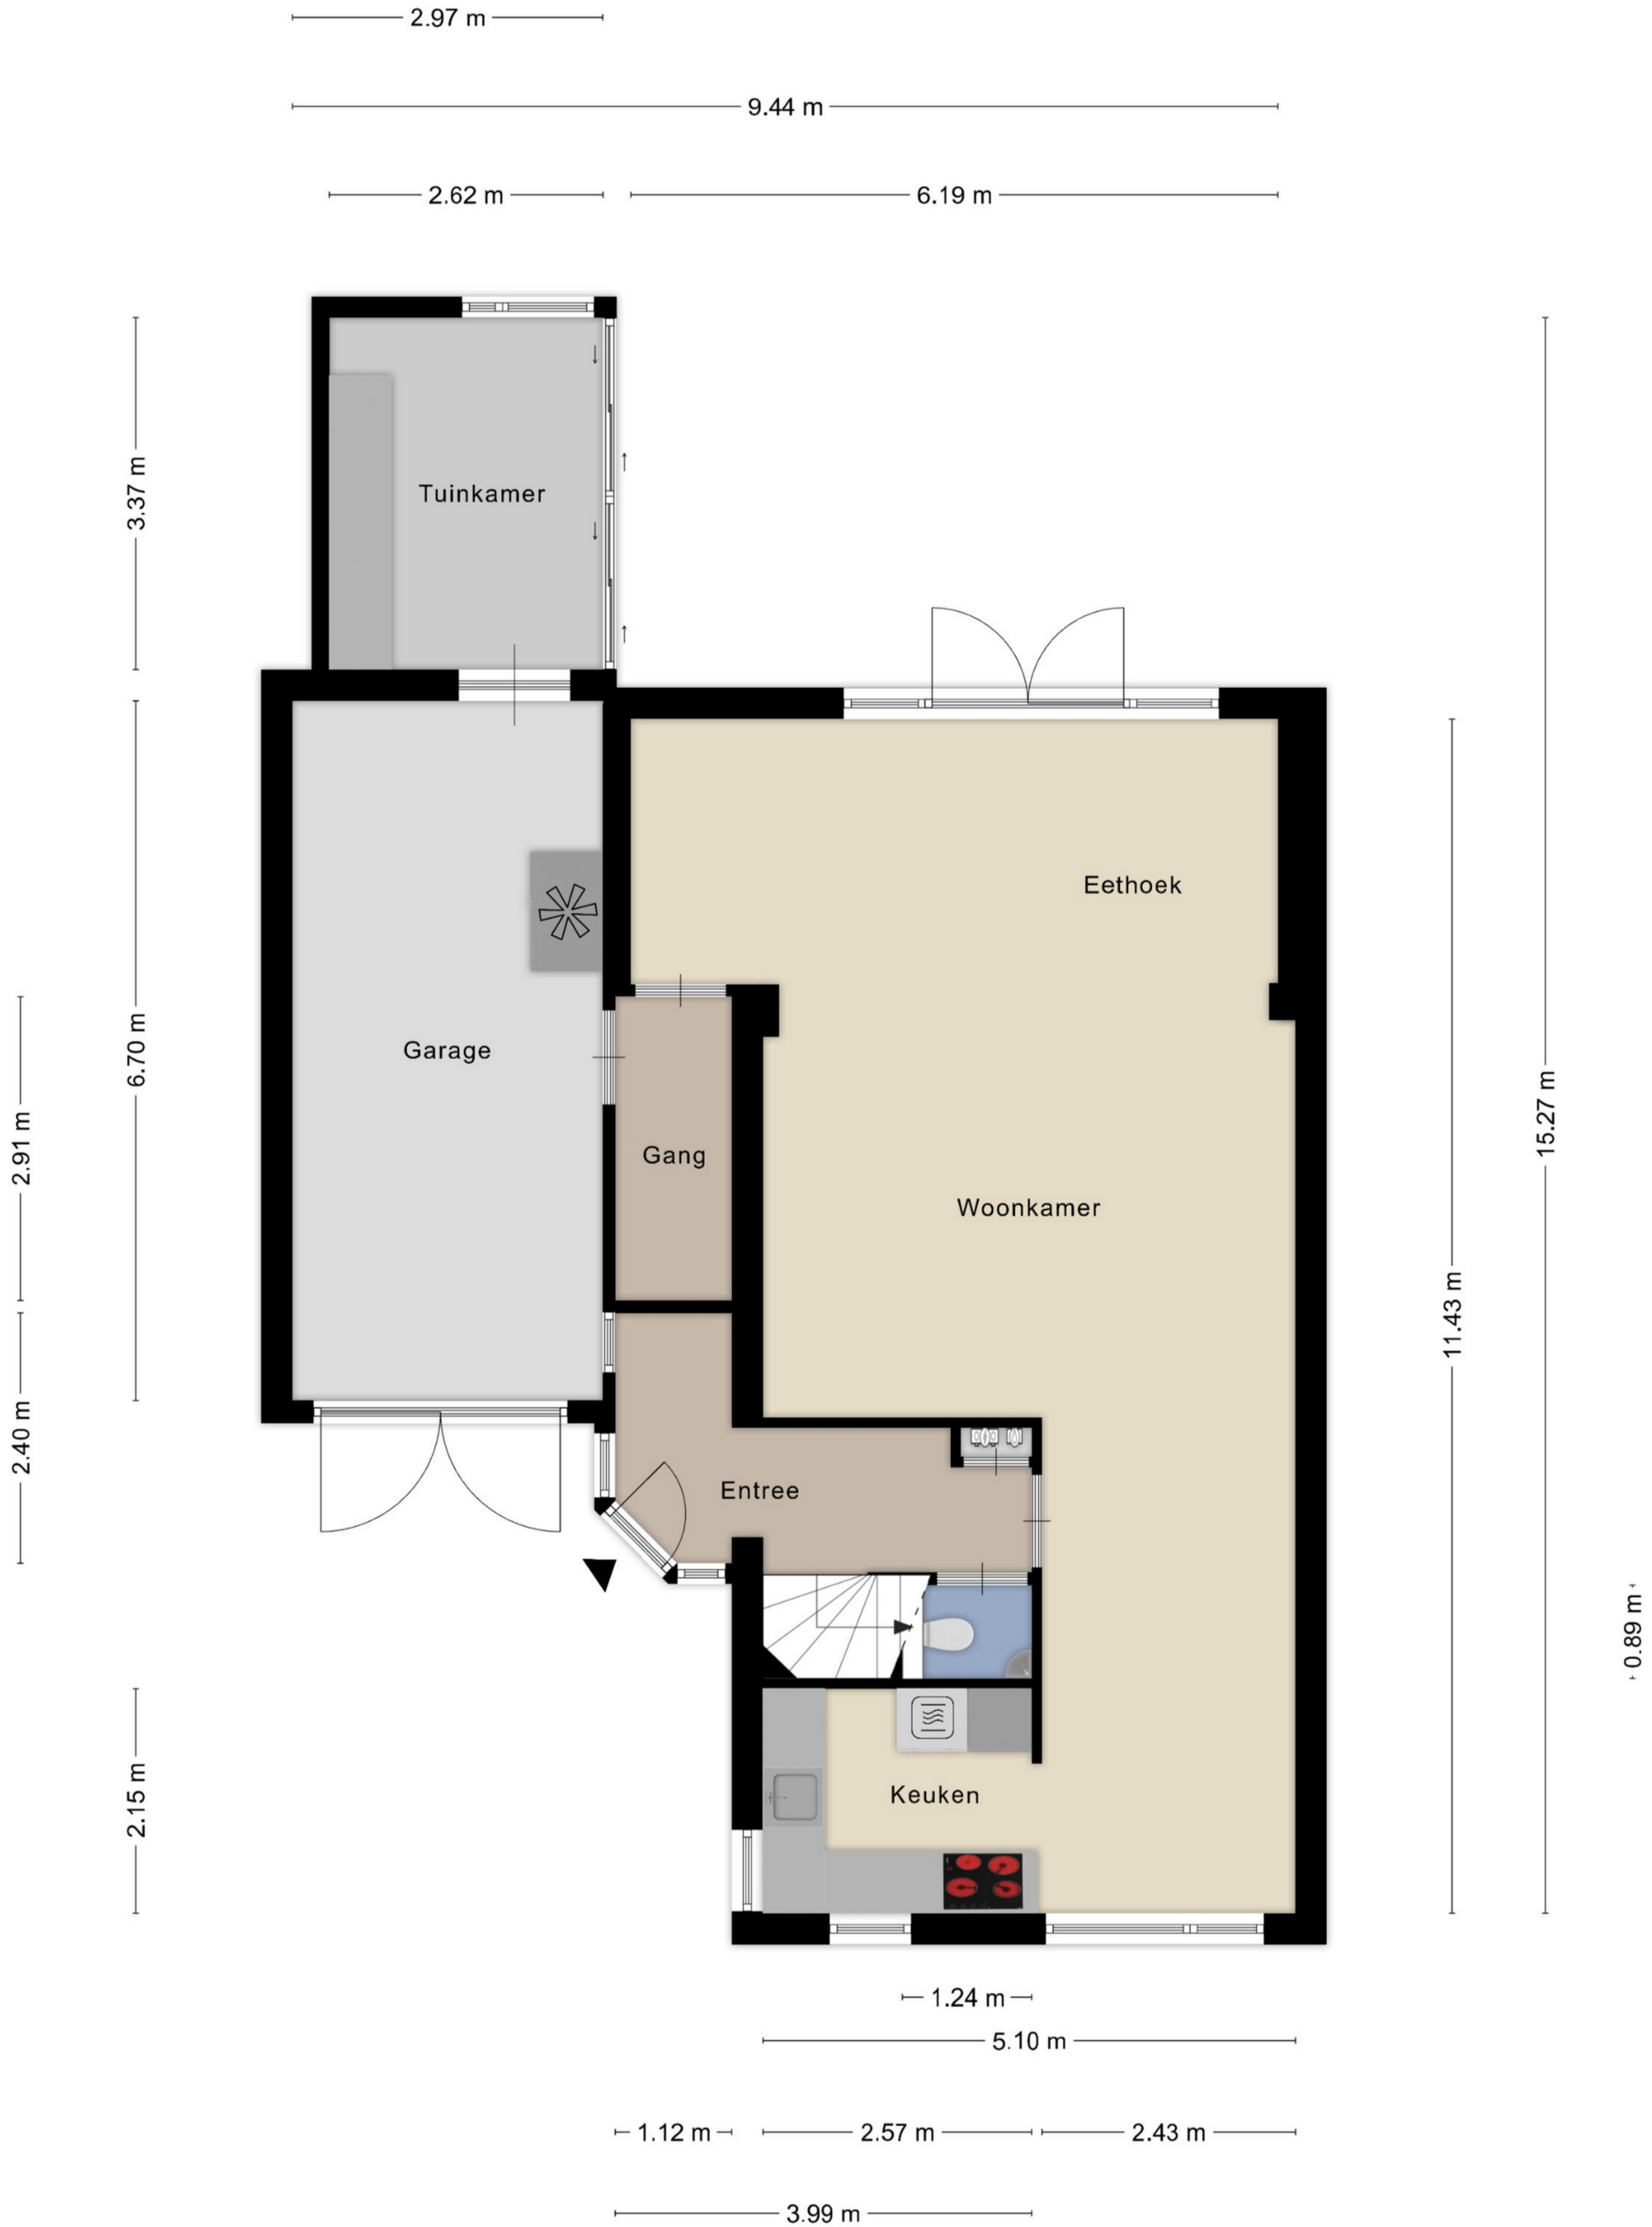 2.97 m
9.44 m
2.62 m
6.19 m
3.37 m
Tuinkamer
Eethoek
6.70 m
Garage
2.91 m
Gang
15.27 m
Woonkamer
11.43 m
2.40 m
Entree
0.89 m
2.15 m
Keuken
1.24 m
5.10 m
1.12 m
2.57 m
2.43 m
3.99 m